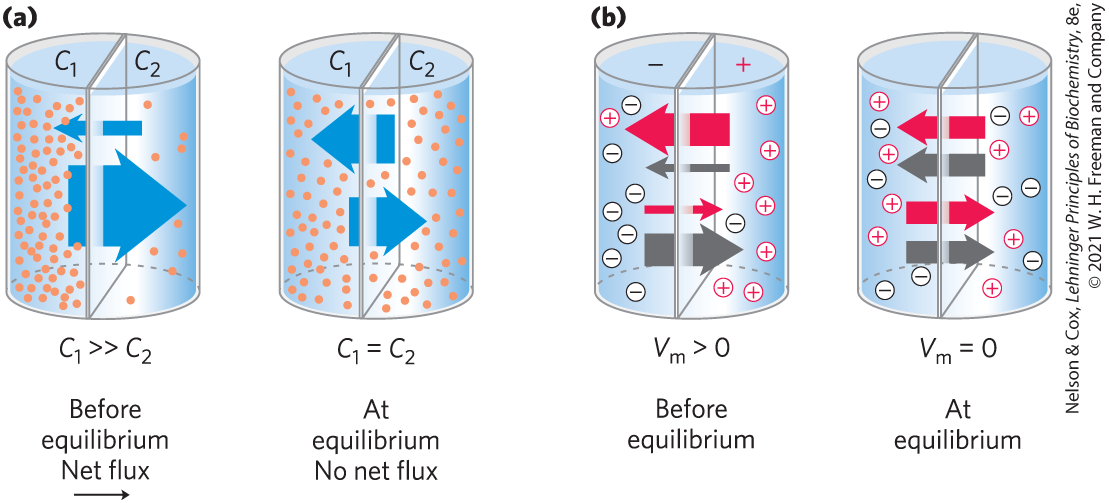 (a)
C₁ C₂
C₁ >> C₂
Before
equilibrium
Net flux
C₁ C₂
C₁ = C₂
At
equilibrium
No net flux
(b)
− +
Vₘ > 0
Before
equilibrium
Vₘ = 0
At
equilibrium
Nelson & Cox, Lehninger Principles of Biochemistry, 8e,
© 2021 W. H. Freeman and Company